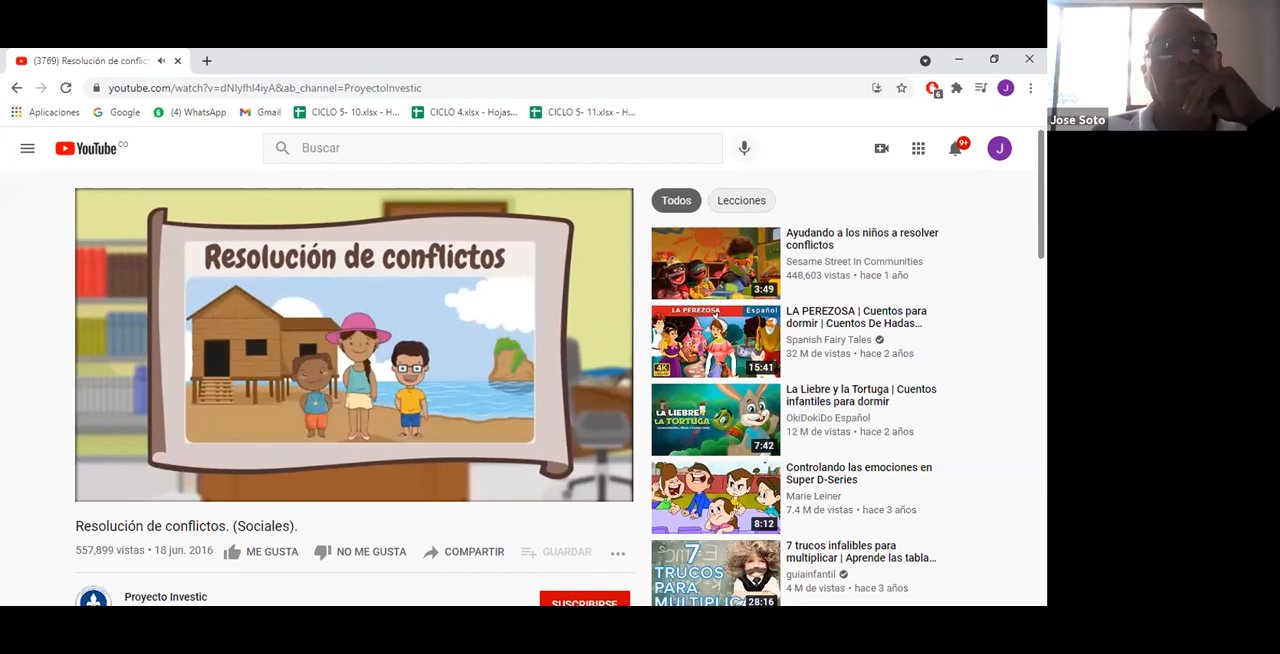 (3769) Resolución de conflic
youtube.com/watch?v=dNIyfhI4iyA&ab_channel=ProyectoInvestic
6
J
Aplicaciones
Google
6
(4) WhatsApp
Gmail
CICLO 5- 10.xlsx - H...
CICLO 4.xlsx - Hojas...
CICLO 5- 11.xlsx - H...
Jose Soto
YouTube CO
Buscar
9+
J
Resolución de conflictos
Resolución de conflictos. (Sociales).
557,899 vistas • 18 jun. 2016
ME GUSTA
NO ME GUSTA
COMPARTIR
GUARDAR
Proyecto Investic
SUSCRIBIRSE
Todos
Lecciones
3:49
Ayudando a los niños a resolver
conflictos
Sesame Street In Communities
448,603 vistas • hace 1 año
LA PEREZOSA
Español
4K
15:41
LA PEREZOSA | Cuentos para
dormir | Cuentos De Hadas...
Spanish Fairy Tales
32 M de vistas • hace 2 años
LA LIEBRE Y
LA TORTUGA
7:42
La Liebre y la Tortuga | Cuentos
infantiles para dormir
OkiDokiDo Español
12 M de vistas • hace 2 años
8:12
Controlando las emociones en
Super D-Series
Marie Leiner
7.4 M de vistas • hace 3 años
7
TRUCOS
PARA
28:16
7 trucos infalibles para
multiplicar | Aprende las tabla...
guiainfantil
4 M de vistas • hace 3 años